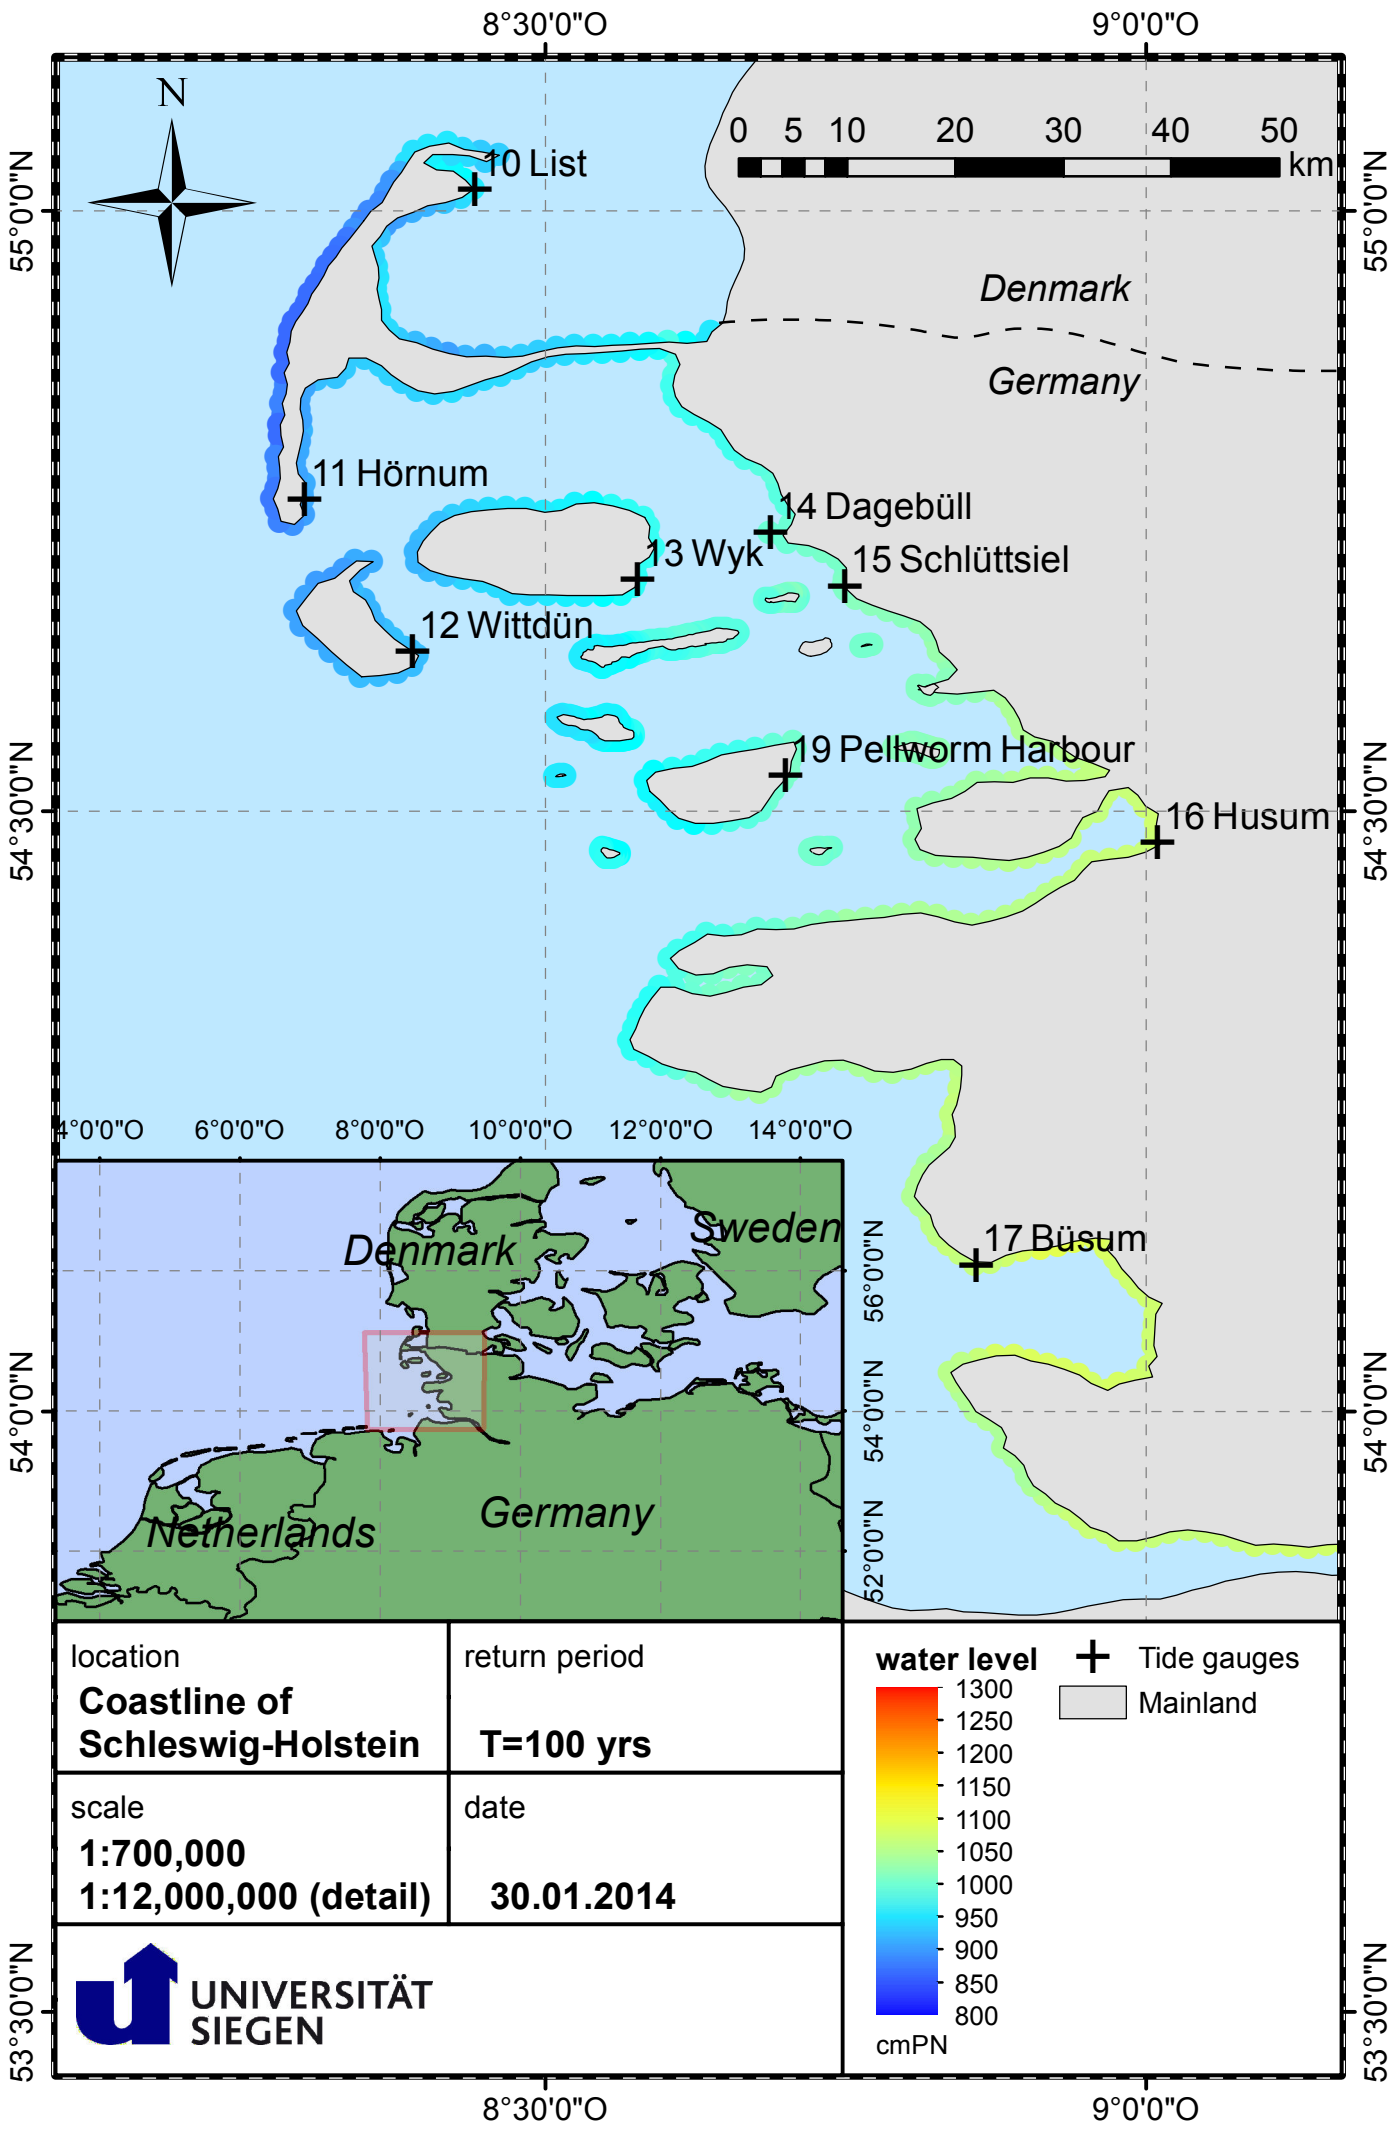 8°30'0"O
9°0'0"O
N
0 5 10 20 30 40 50
km
10 List
55°0'0"N
55°0'0"N
Denmark
Germany
11 Hörnum
14 Dagebüll
13 Wyk
15 Schlüttsiel
12 Wittdün
19 Pellworm Harbour
16 Husum
54°30'0"N
54°30'0"N
4°0'0"O 6°0'0"O 8°0'0"O 10°0'0"O 12°0'0"O 14°0'0"O
17 Büsum
Sweden
Denmark
56°0'0"N
54°0'0"N
54°0'0"N
54°0'0"N
Germany
Netherlands
52°0'0"N
location
Coastline of
Schleswig-Holstein
return period
T=100 yrs
scale
1:700,000
1:12,000,000 (detail)
date
30.01.2014
UNIVERSITÄT
SIEGEN
water level
1300
1250
1200
1150
1100
1050
1000
950
900
850
800
cmPN
Tide gauges
Mainland
53°30'0"N
53°30'0"N
8°30'0"O
9°0'0"O